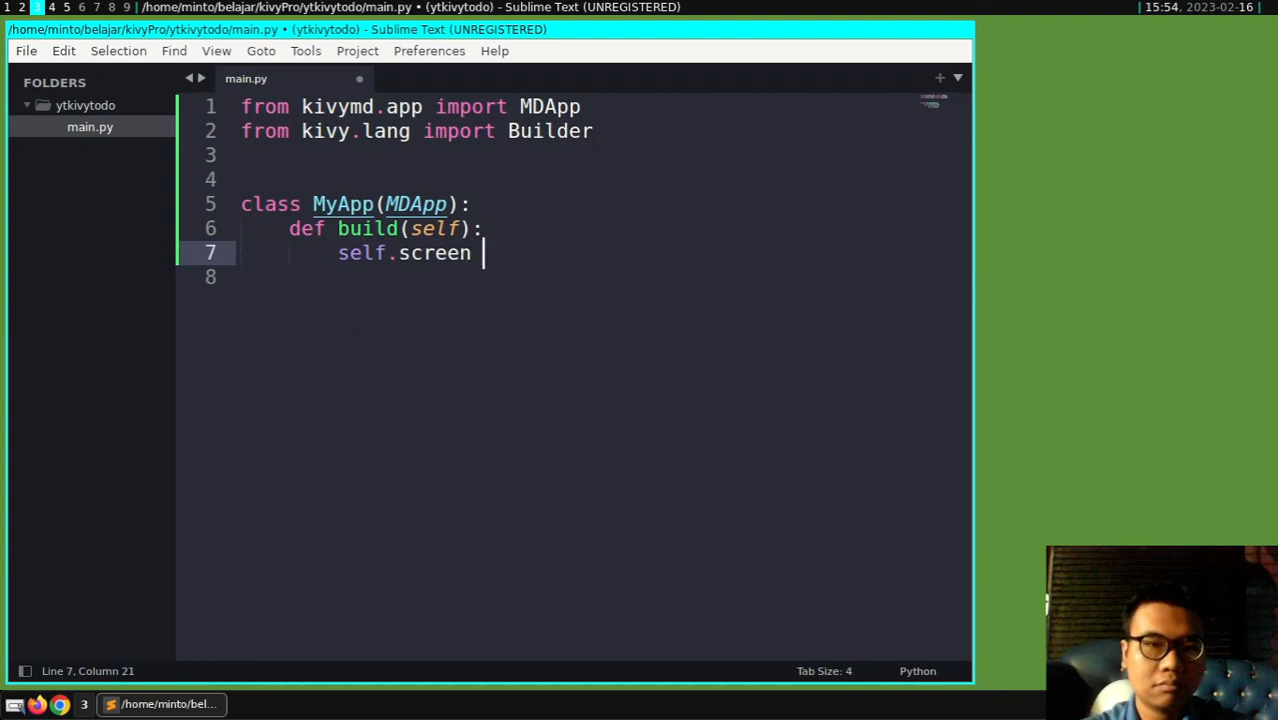 1 2 3 4 5 6 7 8 9 /home/minto/belajar/kivyPro/ytkivytodo/main.py • (ytkivytodo) - Sublime Text (UNREGISTERED) 15:54, 2023-02-16
/home/minto/belajar/kivyPro/ytkivytodo/main.py • (ytkivytodo) - Sublime Text (UNREGISTERED)
File Edit Selection Find View Goto Tools Project Preferences Help
FOLDERS
ytkivytodo
main.py
main.py
1 from kivymd.app import MDApp
2 from kivy.lang import Builder
3
4
5 class MyApp(MDApp):
6 def build(self):
7 self.screen
8
Line 7, Column 21 Tab Size: 4 Python
3 /home/minto/bel...